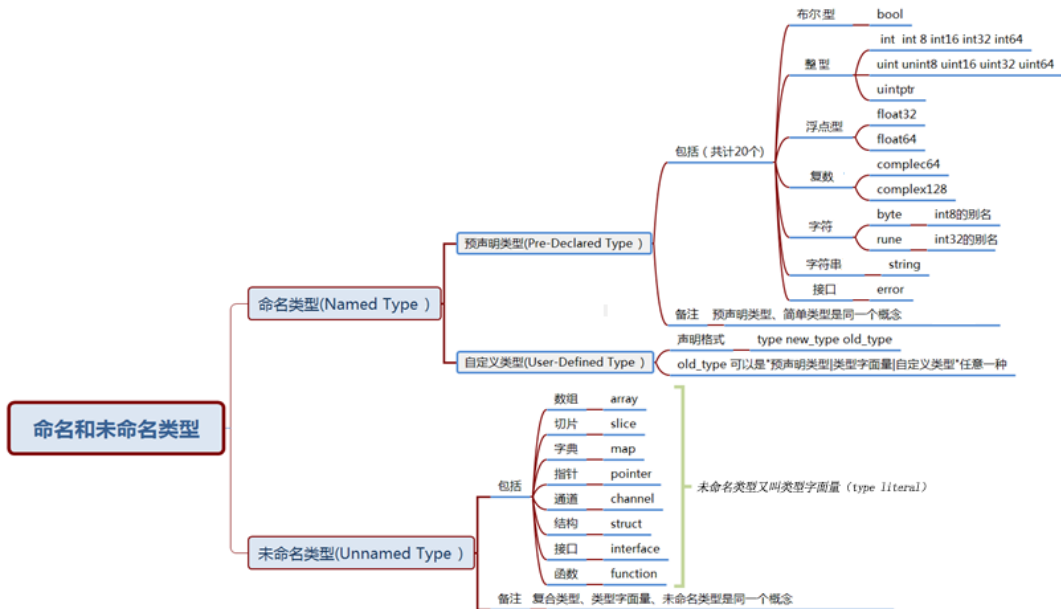 命名和未命名类型
命名类型(Named Type )
预声明类型(Pre-Declared Type )
包括 ( 共计20个)
布尔型 bool
整型
int int 8 int16 int32 int64
uint unint8 uint16 uint32 uint64
uintptr
浮点型
float32
float64
复数
complec64
complex128
字符
byte int8的别名
rune int32的别名
字符串 string
接口 error
备注 预声明类型、简单类型是同一个概念
自定义类型(User-Defined Type )
声明格式 type new_type old_type
old_type 可以是"预声明类型|类型字面量|自定义类型"任意一种
未命名类型(Unnamed Type )
包括
数组 array
切片 slice
字典 map
指针 pointer
通道 channel
结构 struct
接口 interface
函数 function
未命名类型又叫类型字面量（type literal）
备注 复合类型、类型字面量、未命名类型是同一个概念